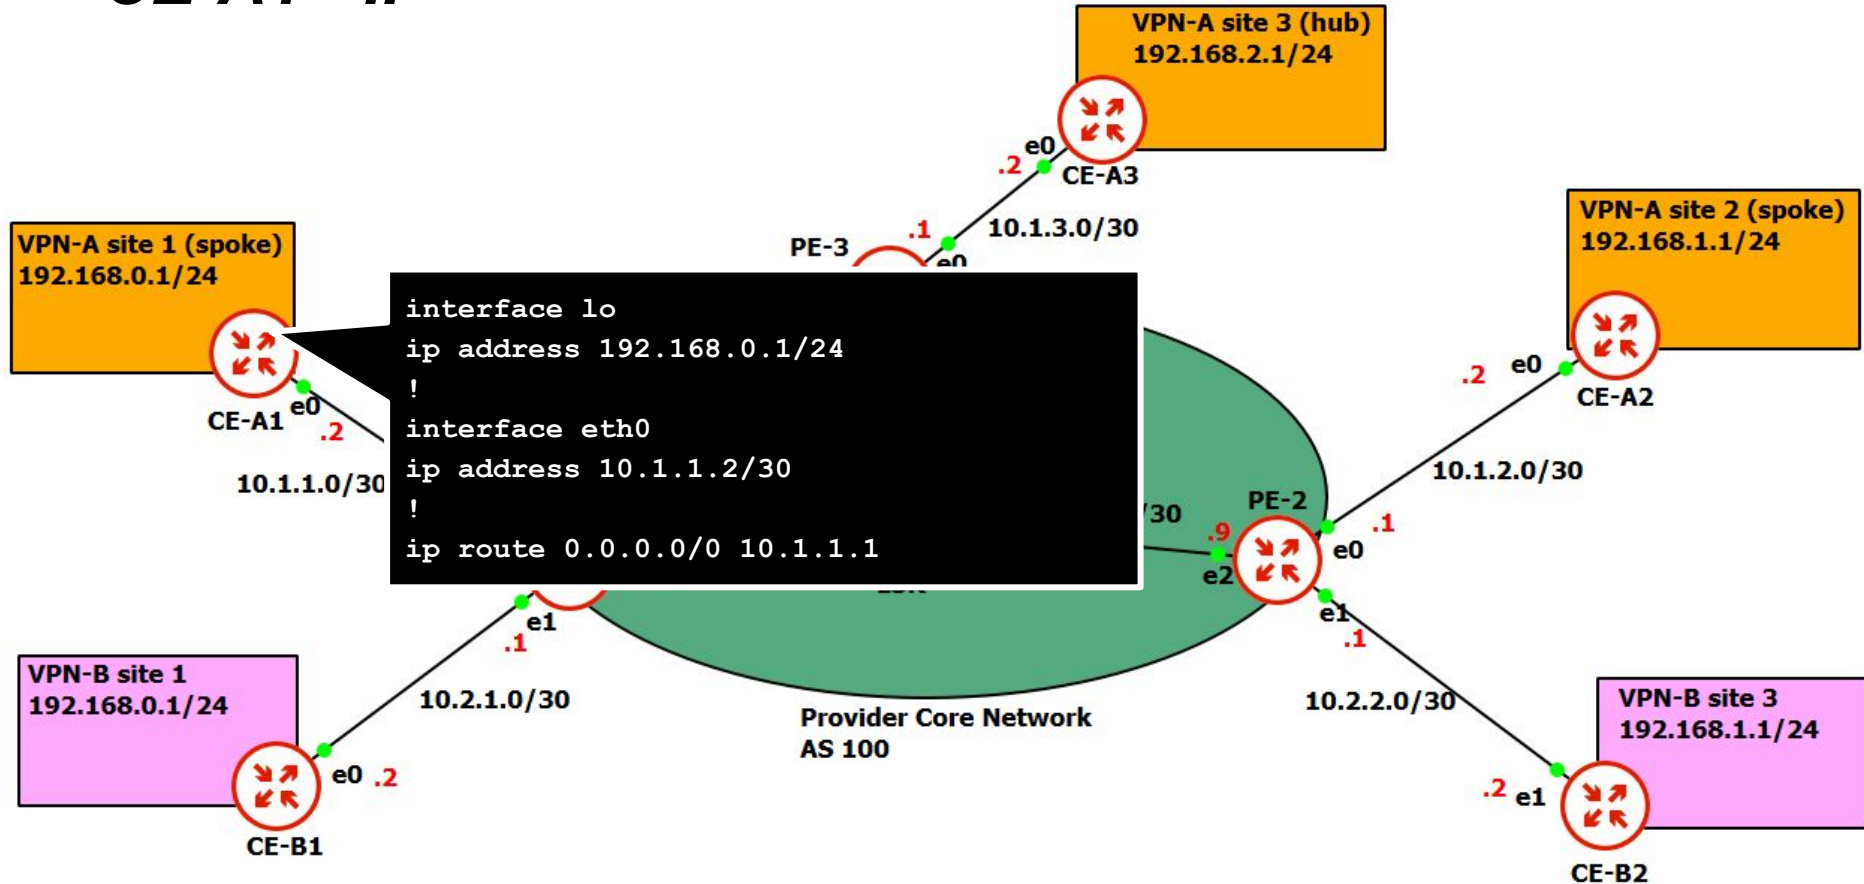 VPN-A site 3 (hub)
192.168.2.1/24
e0
.2
CE-A3
VPN-A site 2 (spoke)
192.168.1.1/24
10.1.3.0/30
.1
PE-3
e0
VPN-A site 1 (spoke)
192.168.0.1/24
interface lo
ip address 192.168.0.1/24
!
interface eth0
ip address 10.1.1.2/30
!
ip route 0.0.0.0/0 10.1.1.1
CE-A1
e0
.2
10.1.1.0/30
.2
e0
CE-A2
10.1.2.0/30
/30
PE-2
.9
.1
e0
e2
e1
.1
e1
.1
VPN-B site 1
192.168.0.1/24
10.2.1.0/30
Provider Core Network
AS 100
10.2.2.0/30
VPN-B site 3
192.168.1.1/24
e0
.2
CE-B1
.2
e1
CE-B2